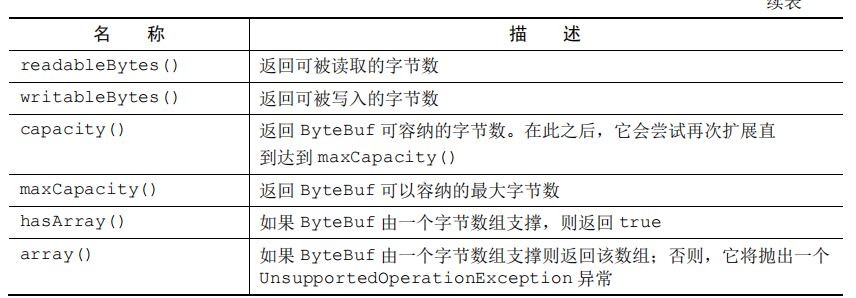 续表
名 称 描 述
readableBytes() 返回可被读取的字节数
writableBytes() 返回可被写入的字节数
capacity() 返回 ByteBuf 可容纳的字节数。在此之后，它会尝试再次扩展直
到达到 maxCapacity()
maxCapacity() 返回 ByteBuf 可以容纳的最大字节数
hasArray() 如果 ByteBuf 由一个字节数组支撑，则返回 true
array() 如果 ByteBuf 由一个字节数组支撑则返回该数组；否则，它将抛出一个
UnsupportedOperationException 异常